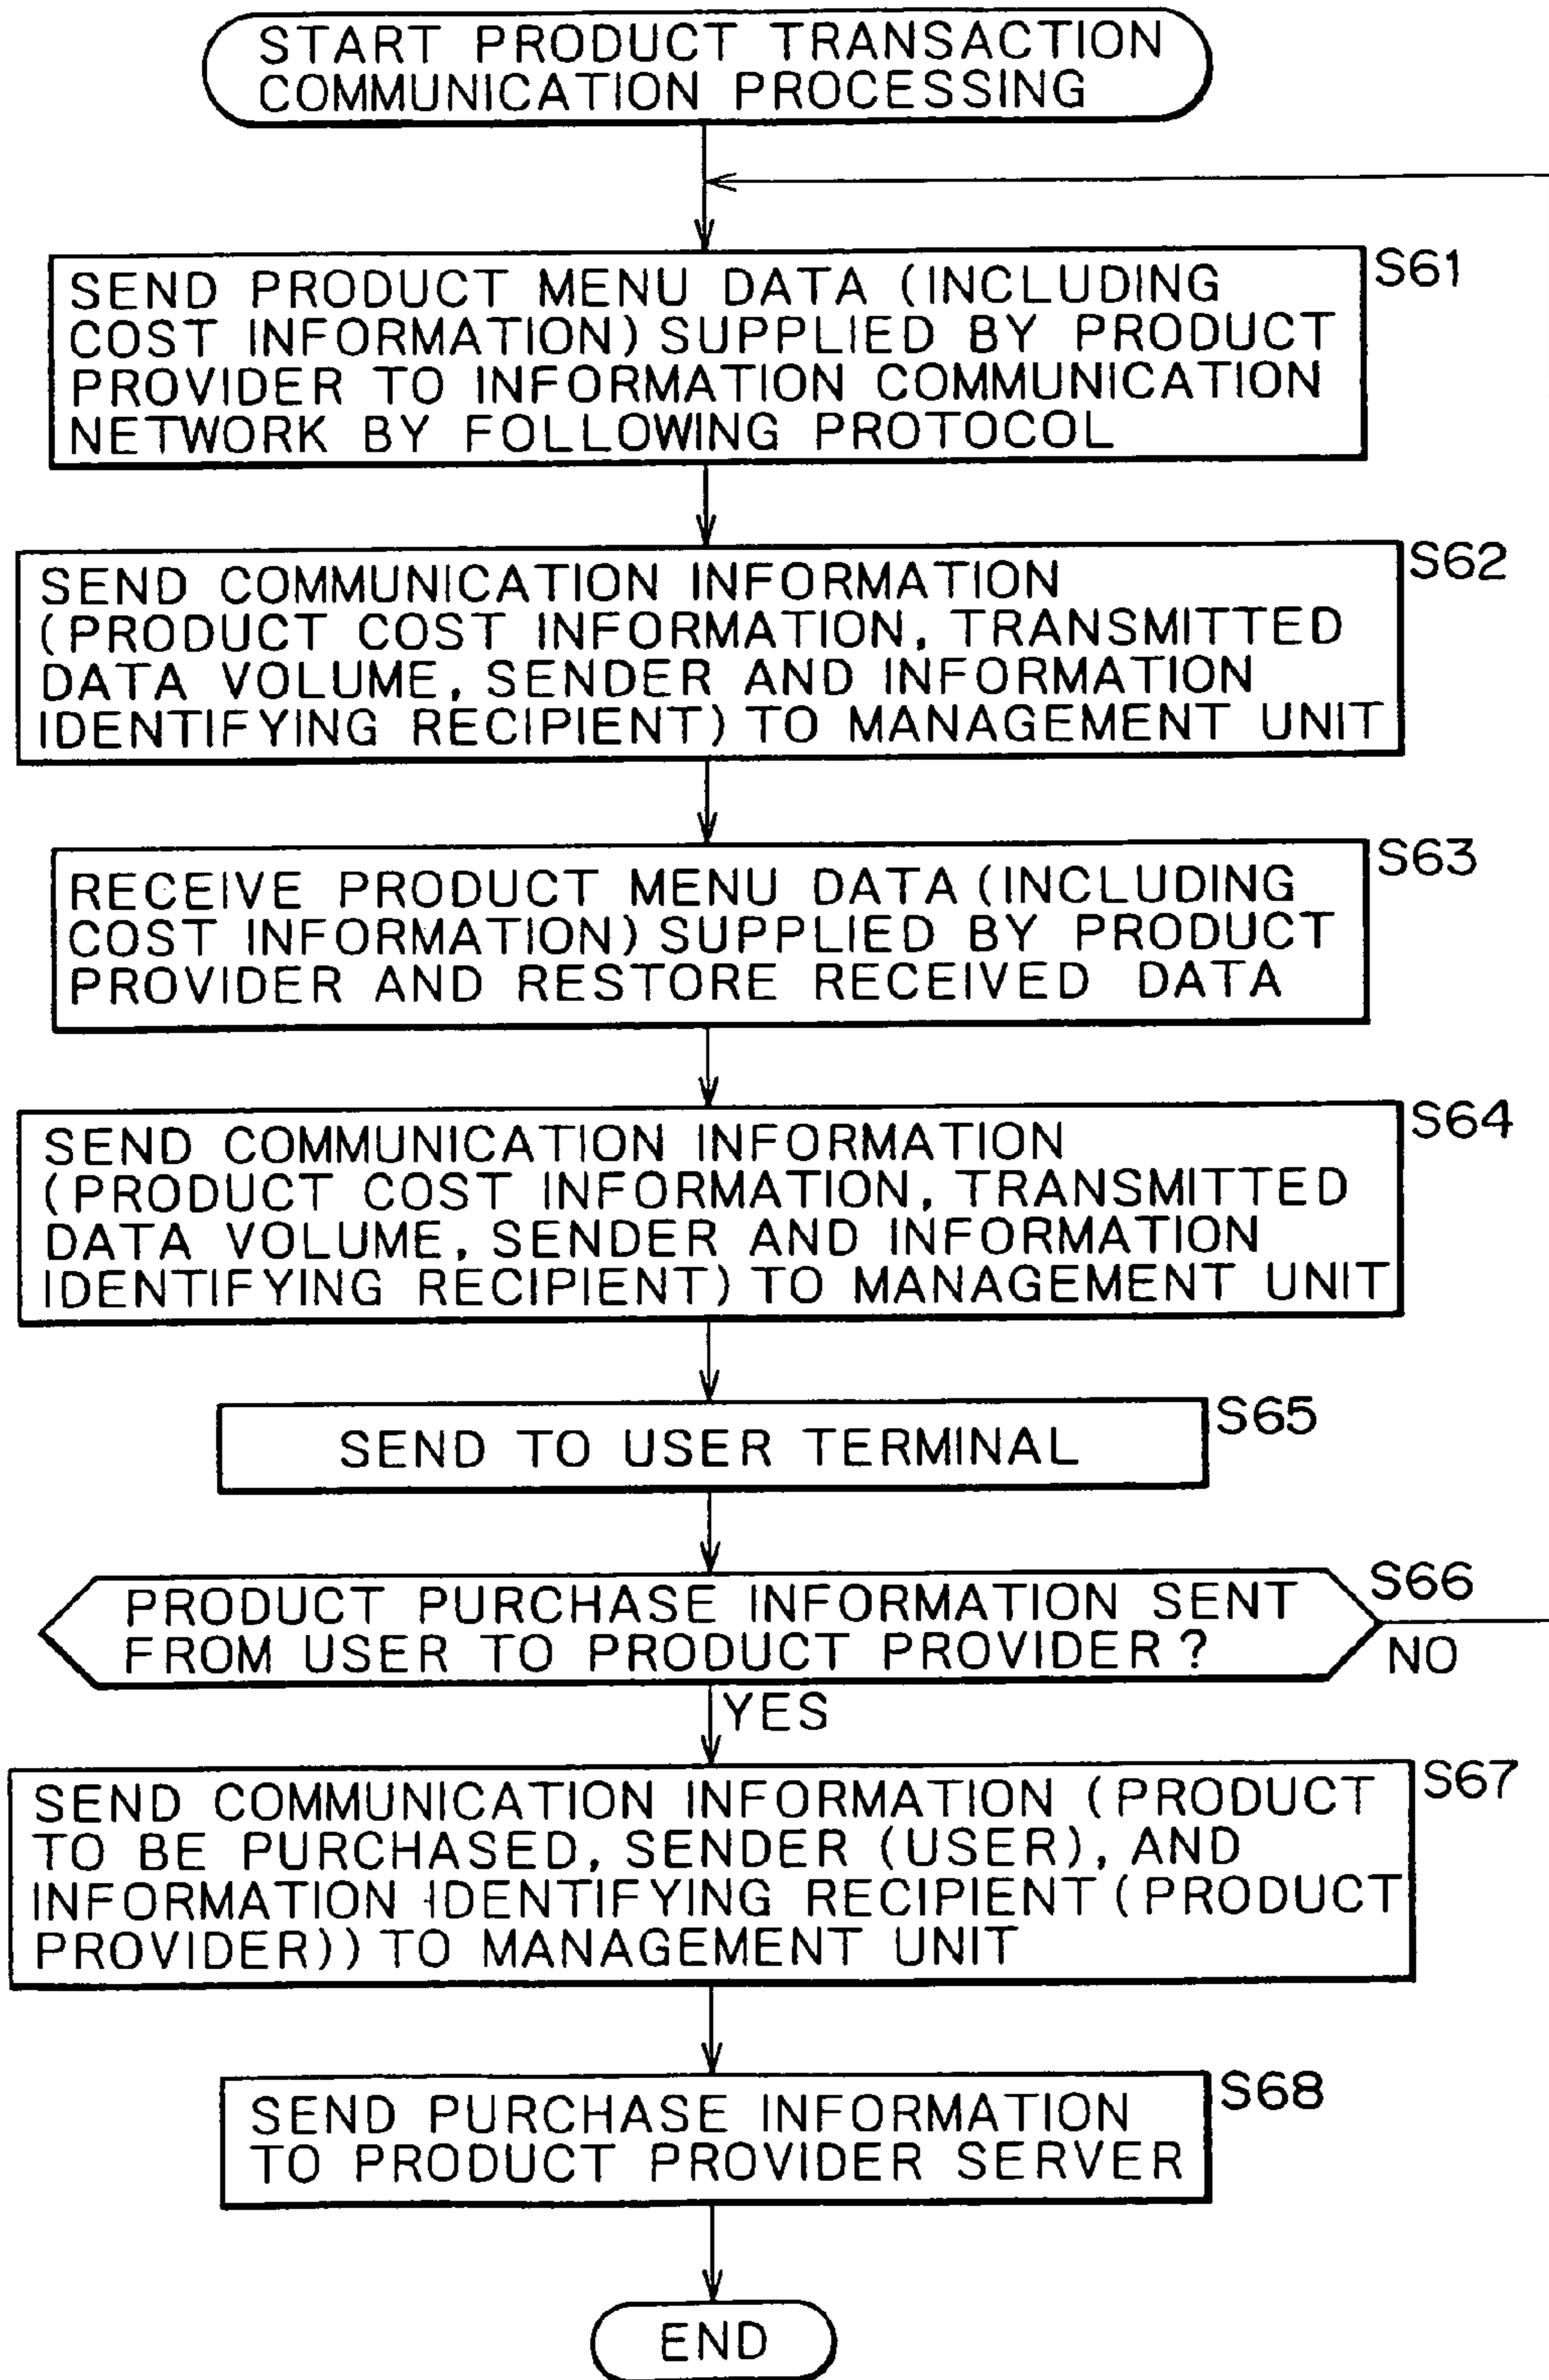 START PRODUCT TRANSACTION
COMMUNICATION PROCESSING
S61
SEND PRODUCT MENU DATA (INCLUDING
COST INFORMATION) SUPPLIED BY PRODUCT
PROVIDER TO INFORMATION COMMUNICATION
NETWORK BY FOLLOWING PROTOCOL
S62
SEND COMMUNICATION INFORMATION
(PRODUCT COST INFORMATION, TRANSMITTED
DATA VOLUME, SENDER AND INFORMATION
IDENTIFYING RECIPIENT) TO MANAGEMENT UNIT
S63
RECEIVE PRODUCT MENU DATA (INCLUDING
COST INFORMATION) SUPPLIED BY PRODUCT
PROVIDER AND RESTORE RECEIVED DATA
S64
SEND COMMUNICATION INFORMATION
(PRODUCT COST INFORMATION, TRANSMITTED
DATA VOLUME, SENDER AND INFORMATION
IDENTIFYING RECIPIENT) TO MANAGEMENT UNIT
S65
SEND TO USER TERMINAL
S66
PRODUCT PURCHASE INFORMATION SENT
FROM USER TO PRODUCT PROVIDER?
NO
YES
S67
SEND COMMUNICATION INFORMATION (PRODUCT
TO BE PURCHASED, SENDER (USER), AND
INFORMATION IDENTIFYING RECIPIENT (PRODUCT
PROVIDER)) TO MANAGEMENT UNIT
S68
SEND PURCHASE INFORMATION
TO PRODUCT PROVIDER SERVER
END